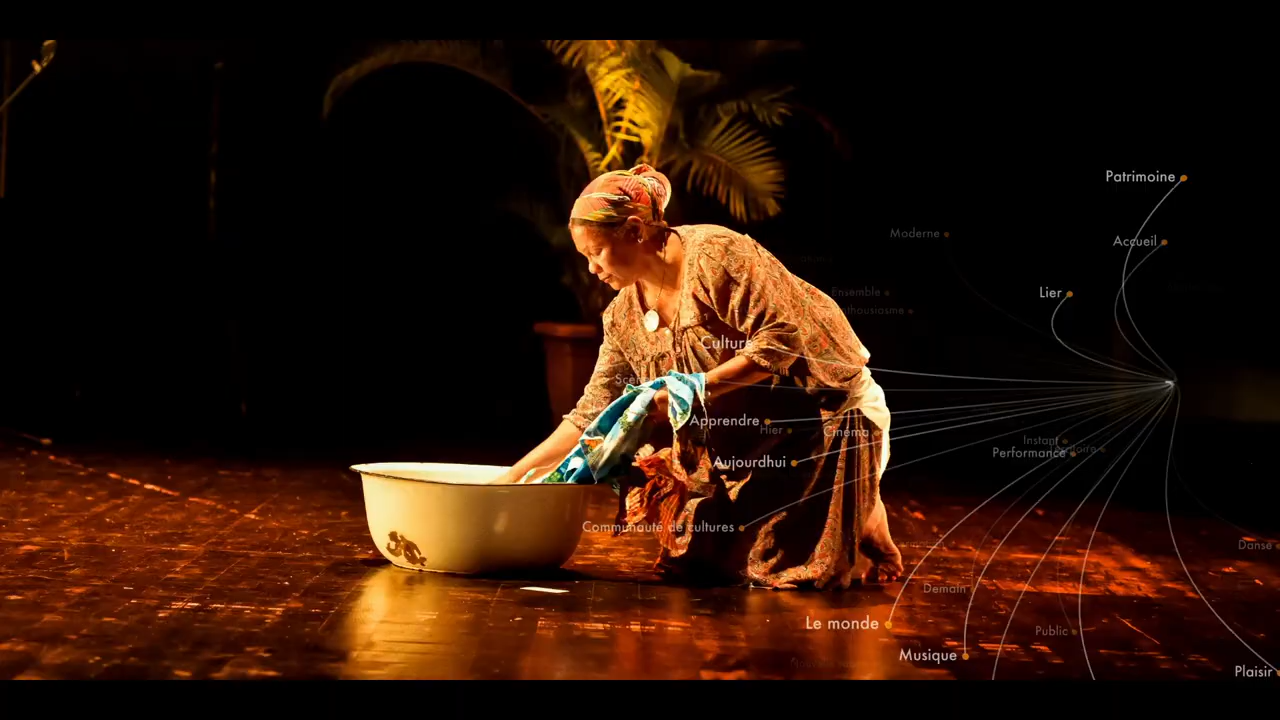 Patrimoine
Moderne
Accueil
Ensemble
Lier
Culture
Apprendre
Hier
Cinéma
Instant
Performance
Aujourdhui
Communauté de cultures
Danse
Demain
Le monde
Public
Musique
Plaisir